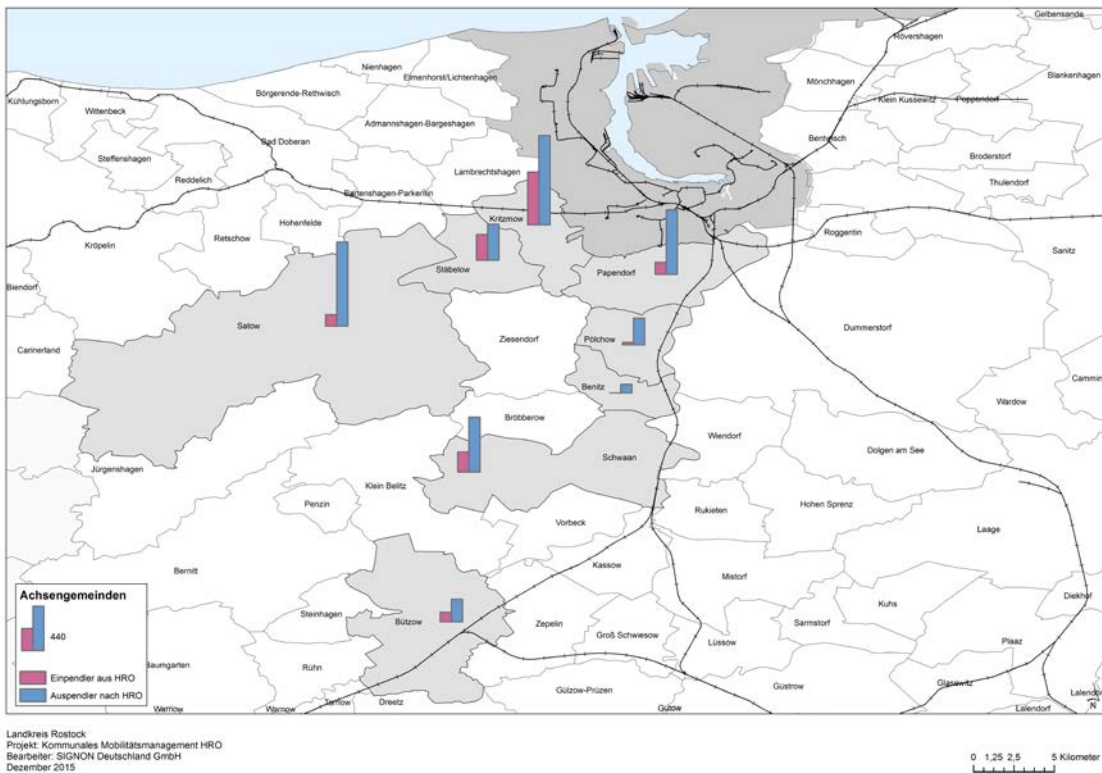 Gelbensande
Rövershagen
Nienhagen
Elmenhorst/Lichtenhagen
Mönchhagen
Blankenhagen
Kühlungsborn
Wittenbeck
Börgerende-Rethwisch
Klein Kussewitz
Poppendorf
Admannshagen-Bargeshagen
Bad Doberan
Bentwisch
Steffenshagen
Broderstorf
Reddelich
Lambrechtshagen
Thulendorf
Bartenshagen-Parkentin
Hohenfelde
Kritzmow
Kröpelin
Retschow
Roggentin
Sanitz
Stäbelow
Papendorf
Biendorf
Satow
Dummerstorf
Ziesendorf
Pölchow
Carinerland
Cammin
Benitz
Wardow
Bröbberow
Wiendorf
Dolgen am See
Schwaan
Jürgenshagen
Klein Belitz
Penzin
Hohen Sprenz
Rukieten
Vorbeck
Laage
Kassow
Bernitt
Mistorf
Achsengemeinden
440
Einpendler aus HRO
Auspendler nach HRO
Diekhof
Kuhs
Steinhagen
Bützow
Zepelin
Sarmstorf
Groß Schwiesow
Lüssow
Plaaz
Baumgarten
Rühn
Glasewitz
Güstrow
Gülzow-Prüzen
Lalendorf
Tarnow
Dreetz
Warnow
Warnow
Gutow
Lalendorf
N
Landkreis Rostock
Projekt: Kommunales Mobilitätsmanagement HRO
Bearbeiter: SIGNON Deutschland GmbH
Dezember 2015
0 1,25 2,5 5 Kilometer